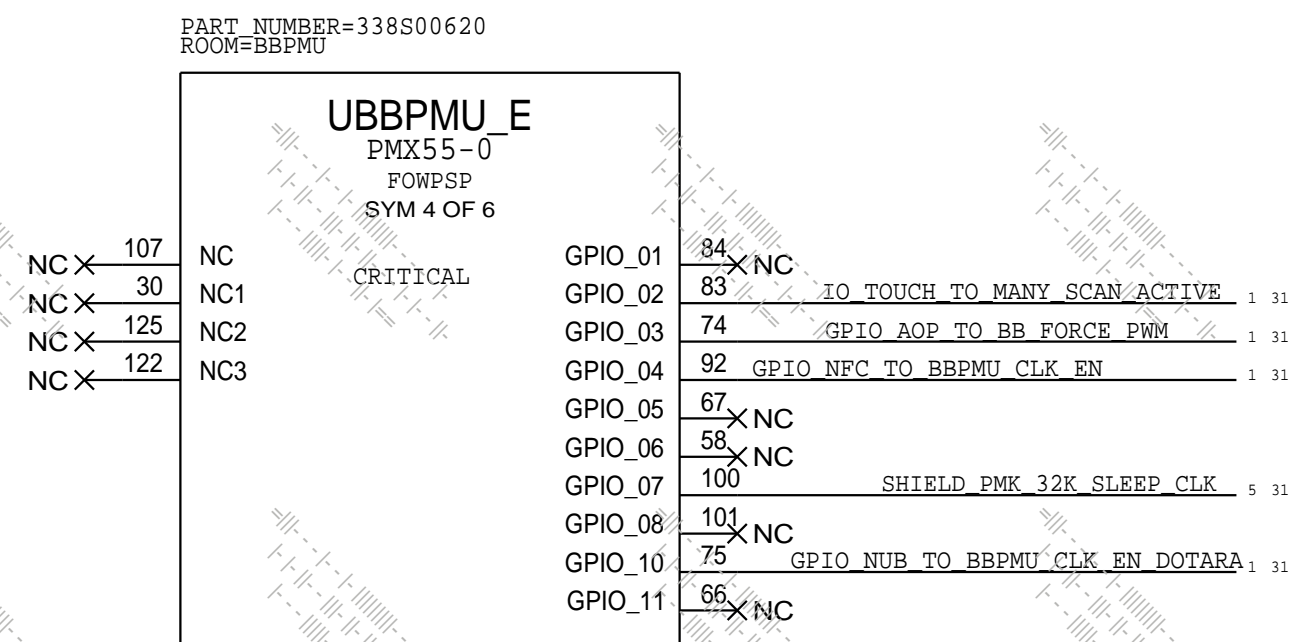 PART_NUMBER=338S00620
ROOM=BBPMU
UBBPMU_E
PMX55-0
FOWPSP
SYM 4 OF 6
CRITICAL
NC 107 NC GPIO_01 84 NC
NC 30 NC1 GPIO_02 83 IO_TOUCH_TO_MANY_SCAN_ACTIVE 1 31
NC 125 NC2 GPIO_03 74 GPIO_AOP_TO_BB_FORCE_PWM 1 31
NC 122 NC3 GPIO_04 92 GPIO_NFC_TO_BBPMU_CLK_EN 1 31
GPIO_05 67 NC
GPIO_06 58 NC
GPIO_07 100 SHIELD_PMK_32K_SLEEP_CLK 5 31
GPIO_08 101 NC
GPIO_10 75 GPIO_NUB_TO_BBPMU_CLK_EN_DOTARA 1 31
GPIO_11 66 NC